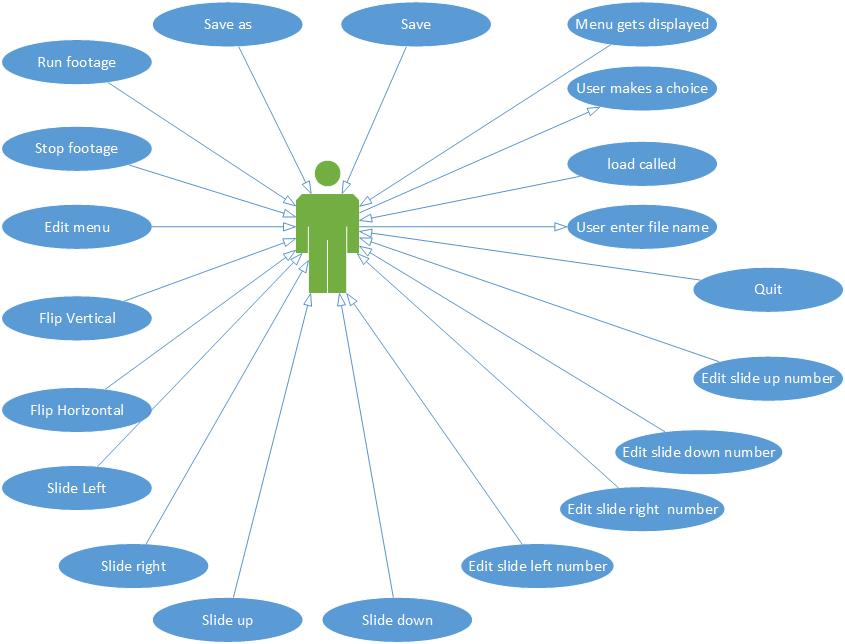 Save as
Save
Menu gets displayed
Run footage
User makes a choice
Stop footage
load called
Edit menu
User enter file name
Quit
Flip Vertical
Edit slide up number
Flip Horizontal
Edit slide down number
Slide Left
Edit slide right number
Slide right
Edit slide left number
Slide up
Slide down